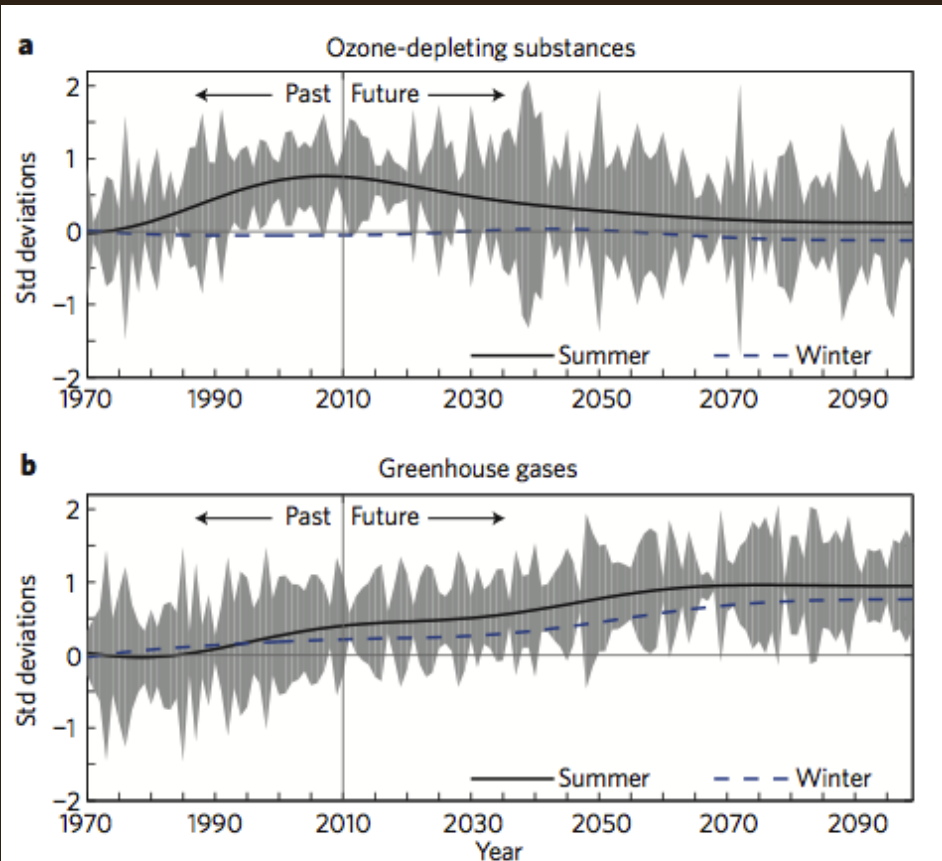 a
Ozone-depleting substances
2
Past Future
1
Std deviations
0
−1
Summer Winter
−2
1970 1990 2010 2030 2050 2070 2090
b
Greenhouse gases
2
Past Future
1
Std deviations
0
−1
Summer Winter
−2
1970 1990 2010 2030 2050 2070 2090
Year